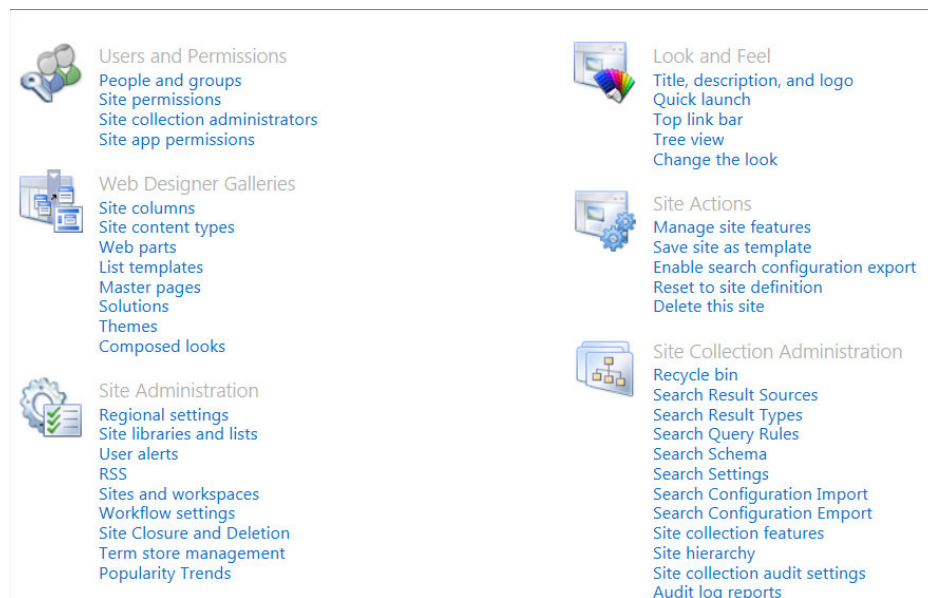 Users and Permissions
People and groups
Site permissions
Site collection administrators
Site app permissions
Web Designer Galleries
Site columns
Site content types
Web parts
List templates
Master pages
Solutions
Themes
Composed looks
Site Administration
Regional settings
Site libraries and lists
User alerts
RSS
Sites and workspaces
Workflow settings
Site Closure and Deletion
Term store management
Popularity Trends
Look and Feel
Title, description, and logo
Quick launch
Top link bar
Tree view
Change the look
Site Actions
Manage site features
Save site as template
Enable search configuration export
Reset to site definition
Delete this site
Site Collection Administration
Recycle bin
Search Result Sources
Search Result Types
Search Query Rules
Search Schema
Search Settings
Search Configuration Import
Search Configuration Emport
Site collection features
Site hierarchy
Site collection audit settings
Audit log reports